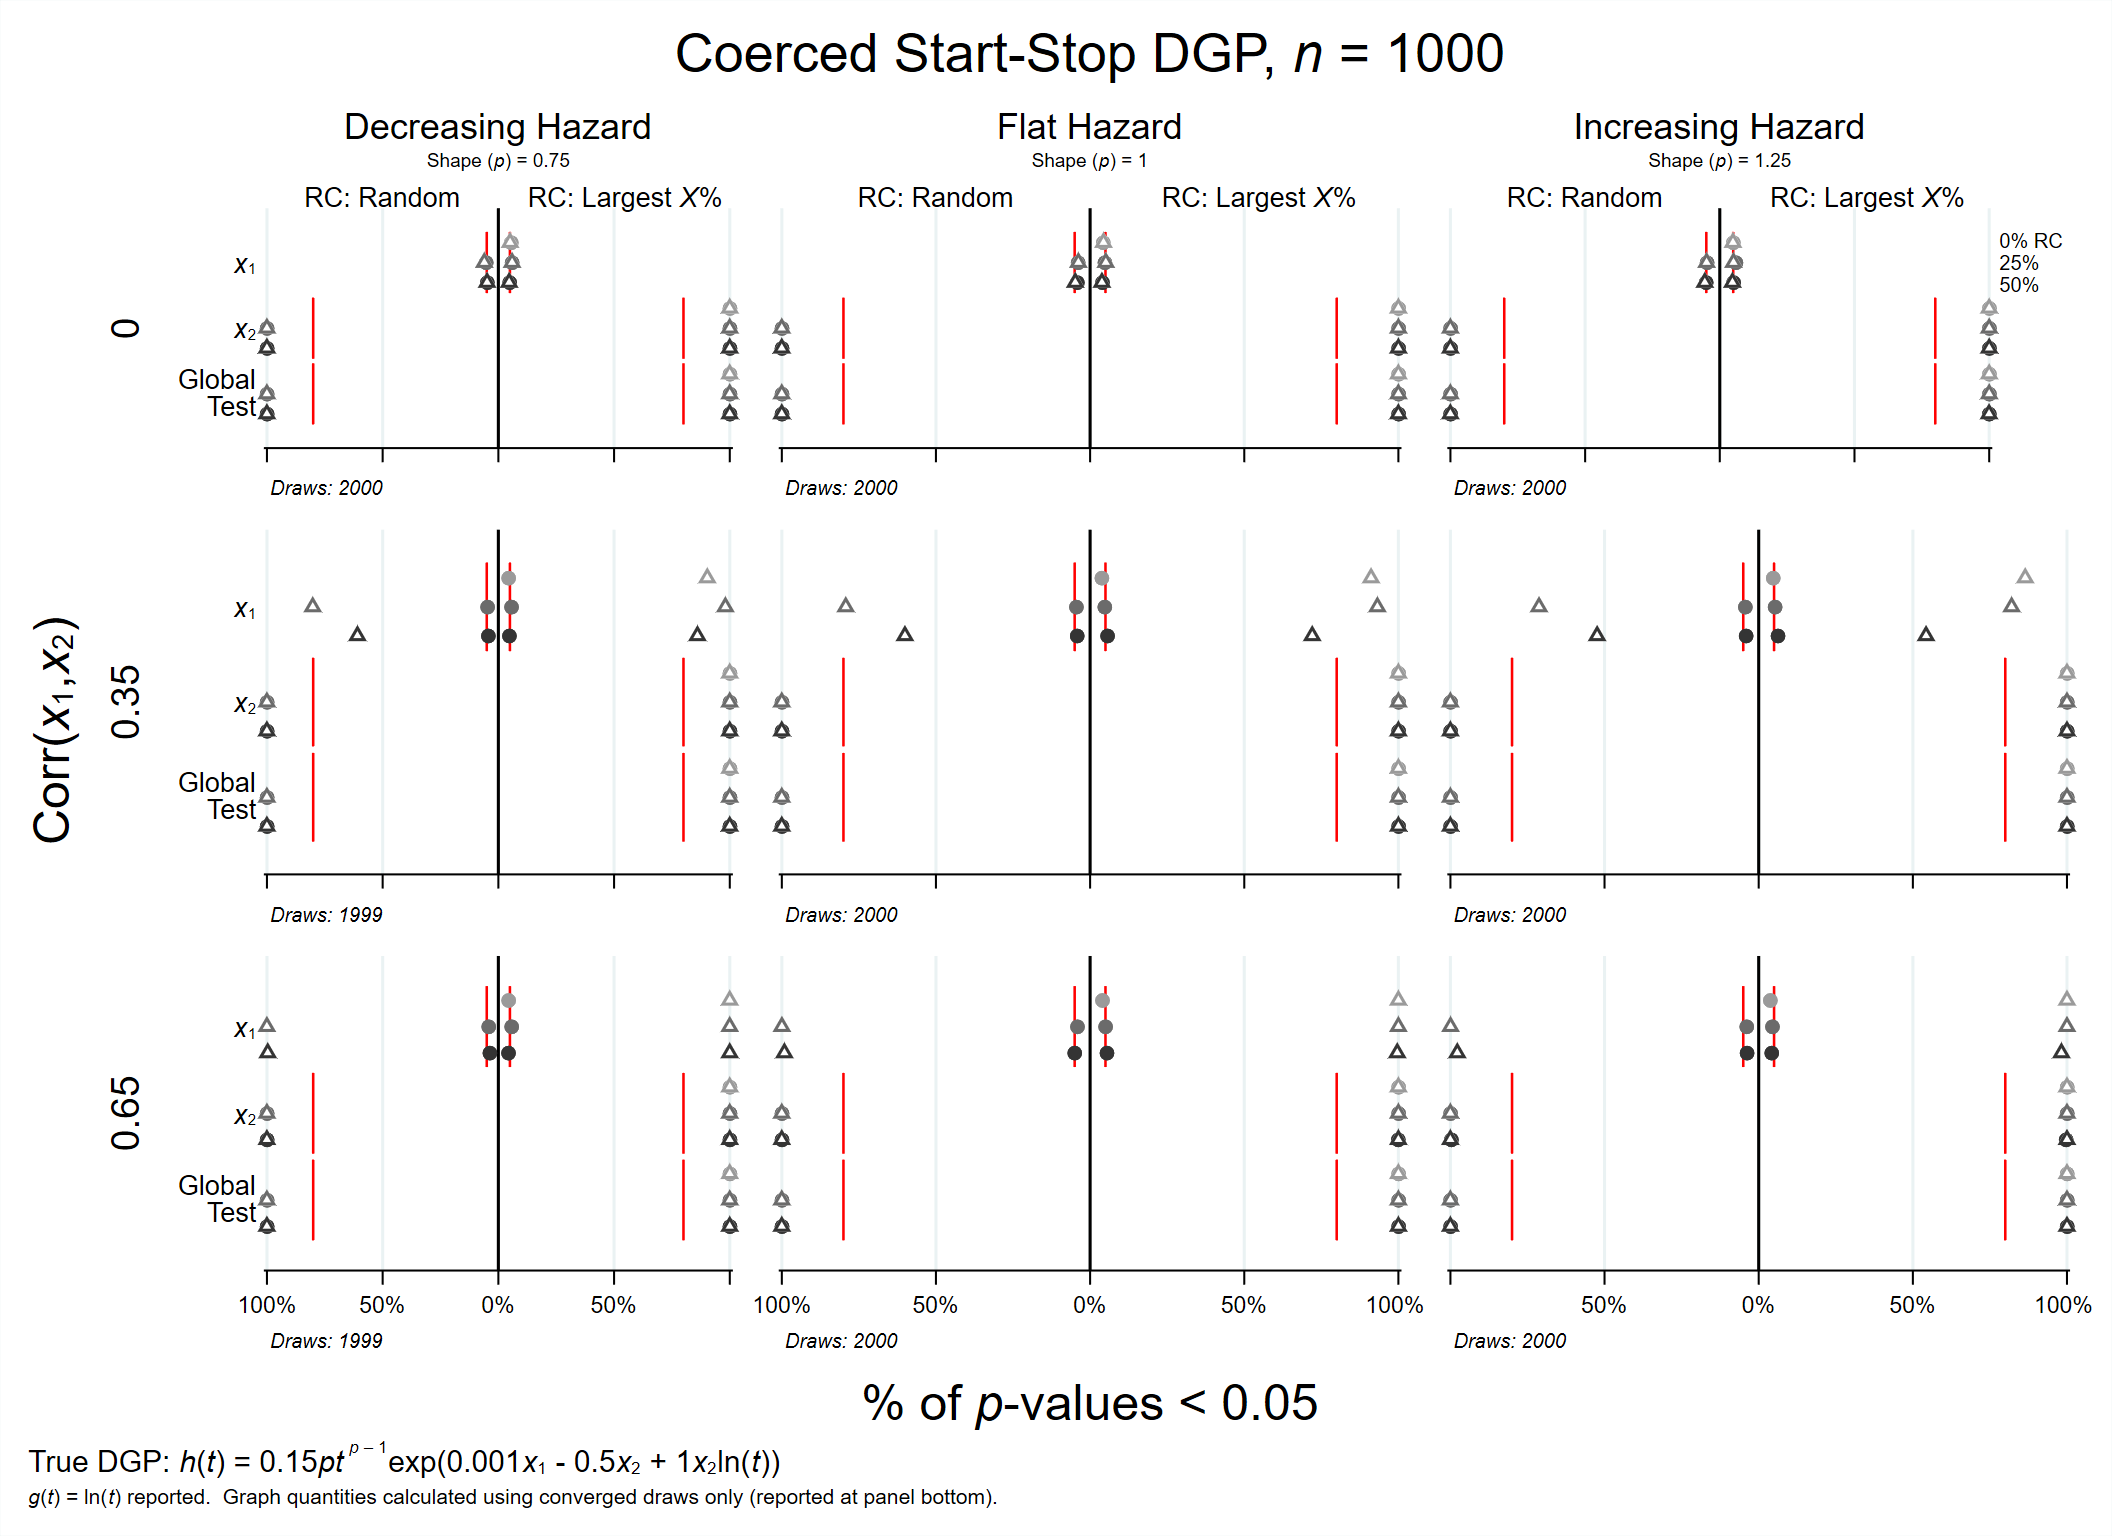 Coerced Start-Stop DGP, n = 1000
Decreasing Hazard
Flat Hazard
Increasing Hazard
Shape (p) = 0.75
Shape (p) = 1
Shape (p) = 1.25
RC: Random
RC: Largest X%
RC: Random
RC: Largest X%
RC: Random
RC: Largest X%
0% RC
25%
50%
Corr(x₁,x₂)
0
x₁
x₂
Global
Test
Draws: 2000
Draws: 2000
Draws: 2000
0.35
x₁
x₂
Global
Test
Draws: 1999
Draws: 2000
Draws: 2000
0.65
x₁
x₂
Global
Test
100% 50% 0% 50% 100% 50% 0% 50% 100% 50% 0% 50% 100%
Draws: 1999
Draws: 2000
Draws: 2000
% of p-values < 0.05
True DGP: h(t) = 0.15pt^(p – 1) exp(0.001x₁ - 0.5x₂ + 1x₂ln(t))
g(t) = ln(t) reported.  Graph quantities calculated using converged draws only (reported at panel bottom).